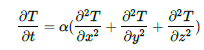 ∂T/∂t = α(∂²T/∂x² + ∂²T/∂y² + ∂²T/∂z²)